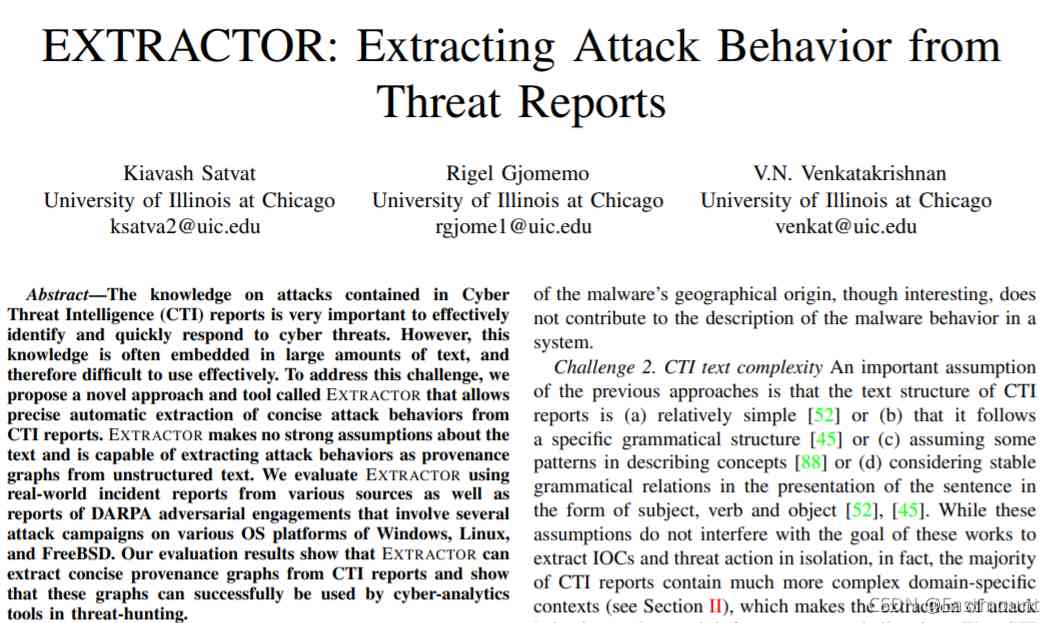 EXTRACTOR: Extracting Attack Behavior from
Threat Reports
Kiavash Satvat
University of Illinois at Chicago
ksatva2@uic.edu
Rigel Gjomemo
University of Illinois at Chicago
rgjome1@uic.edu
V.N. Venkatakrishnan
University of Illinois at Chicago
venkat@uic.edu
Abstract—The knowledge on attacks contained in Cyber
Threat Intelligence (CTI) reports is very important to effectively
identify and quickly respond to cyber threats. However, this
knowledge is often embedded in large amounts of text, and
therefore difficult to use effectively. To address this challenge, we
propose a novel approach and tool called EXTRACTOR that allows
precise automatic extraction of concise attack behaviors from
CTI reports. EXTRACTOR makes no strong assumptions about the
text and is capable of extracting attack behaviors as provenance
graphs from unstructured text. We evaluate EXTRACTOR using
real-world incident reports from various sources as well as
reports of DARPA adversarial engagements that involve several
attack campaigns on various OS platforms of Windows, Linux,
and FreeBSD. Our evaluation results show that EXTRACTOR can
extract concise provenance graphs from CTI reports and show
that these graphs can successfully be used by cyber-analytics
tools in threat-hunting.
of the malware's geographical origin, though interesting, does
not contribute to the description of the malware behavior in a
system.
Challenge 2. CTI text complexity An important assumption
of the previous approaches is that the text structure of CTI
reports is (a) relatively simple [52] or (b) that it follows
a specific grammatical structure [45] or (c) assuming some
patterns in describing concepts [88] or (d) considering stable
grammatical relations in the presentation of the sentence in
the form of subject, verb and object [52], [45]. While these
assumptions do not interfere with the goal of these works to
extract IOCs and threat action in isolation, in fact, the majority
of CTI reports contain much more complex domain-specific
contexts (see Section II), which makes the extraction of attack
CSDN @Eastmount